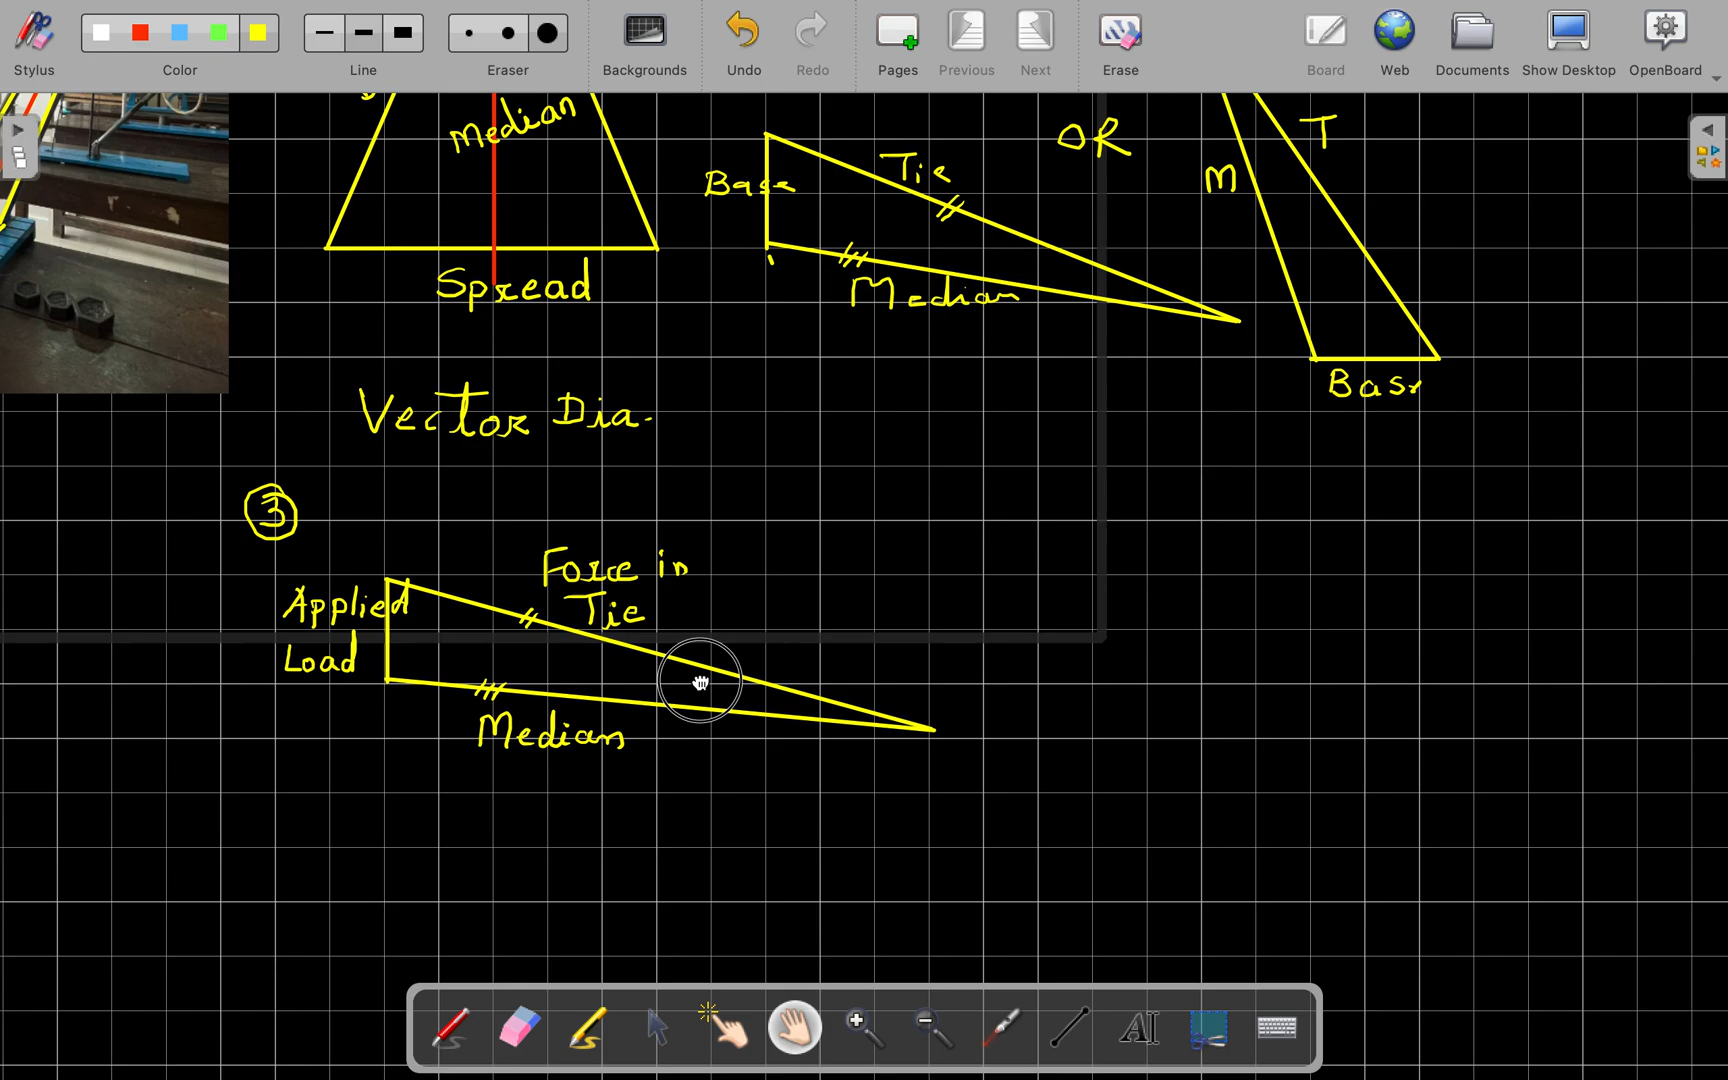 Stylus
Color
Line
Eraser
Backgrounds
Undo
Redo
Pages
Previous
Next
Erase
Board
Web
Documents
Show Desktop
OpenBoard
Median
Spread
Base
Tie
Median
OR
M
T
Base
Vector Dia.
3
Applied
Load
Force in
Tie
Median
AI